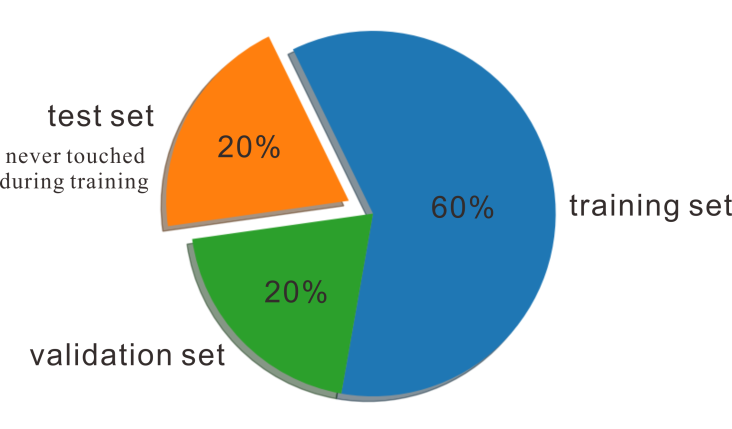 test set
20%
never touched
during training
60%
training set
20%
validation set